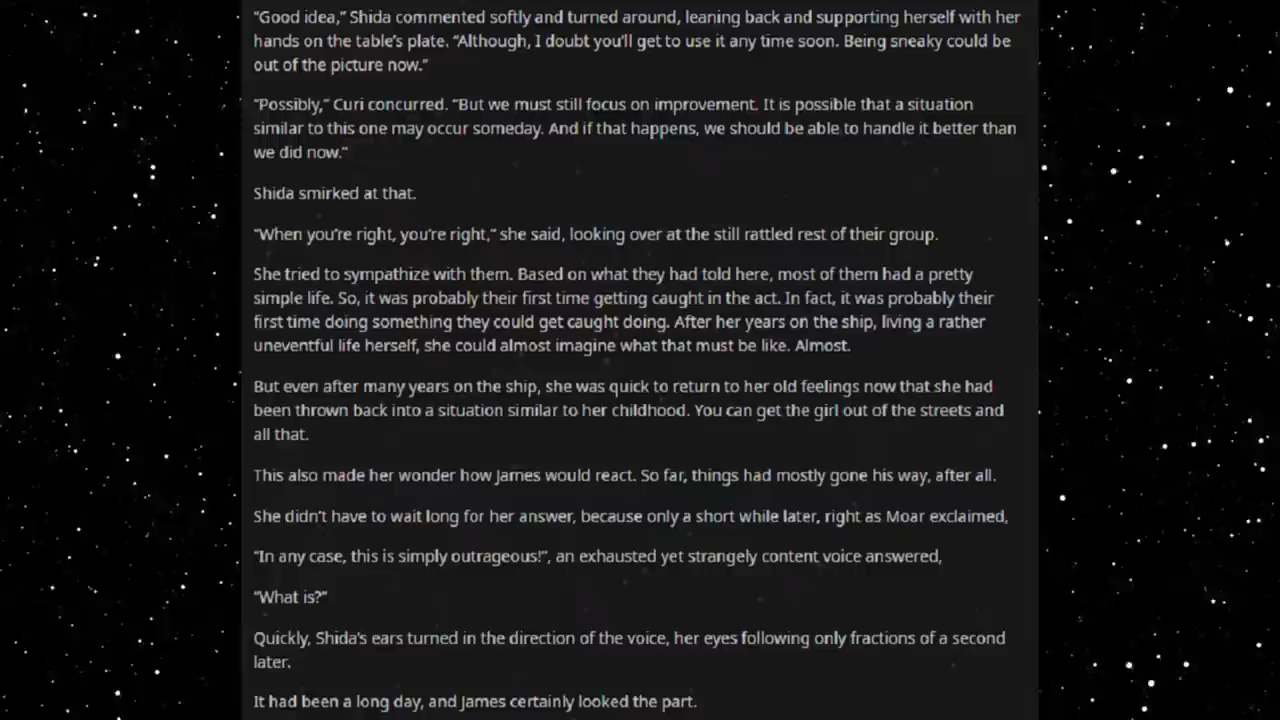 “Good idea,” Shida commented softly and turned around, leaning back and supporting herself with her
hands on the table’s plate. “Although, I doubt you’ll get to use it any time soon. Being sneaky could be
out of the picture now.”
“Possibly,” Curi concurred. “But we must still focus on improvement. It is possible that a situation
similar to this one may occur someday. And if that happens, we should be able to handle it better than
we did now.”
Shida smirked at that.
“When you’re right, you’re right,” she said, looking over at the still rattled rest of their group.
She tried to sympathize with them. Based on what they had told here, most of them had a pretty
simple life. So, it was probably their first time getting caught in the act. In fact, it was probably their
first time doing something they could get caught doing. After her years on the ship, living a rather
uneventful life herself, she could almost imagine what that must be like. Almost.
But even after many years on the ship, she was quick to return to her old feelings now that she had
been thrown back into a situation similar to her childhood. You can get the girl out of the streets and
all that.
This also made her wonder how James would react. So far, things had mostly gone his way, after all.
She didn’t have to wait long for her answer, because only a short while later, right as Moar exclaimed,
“In any case, this is simply outrageous!”, an exhausted yet strangely content voice answered,
“What is?”
Quickly, Shida’s ears turned in the direction of the voice, her eyes following only fractions of a second
later.
It had been a long day, and James certainly looked the part.